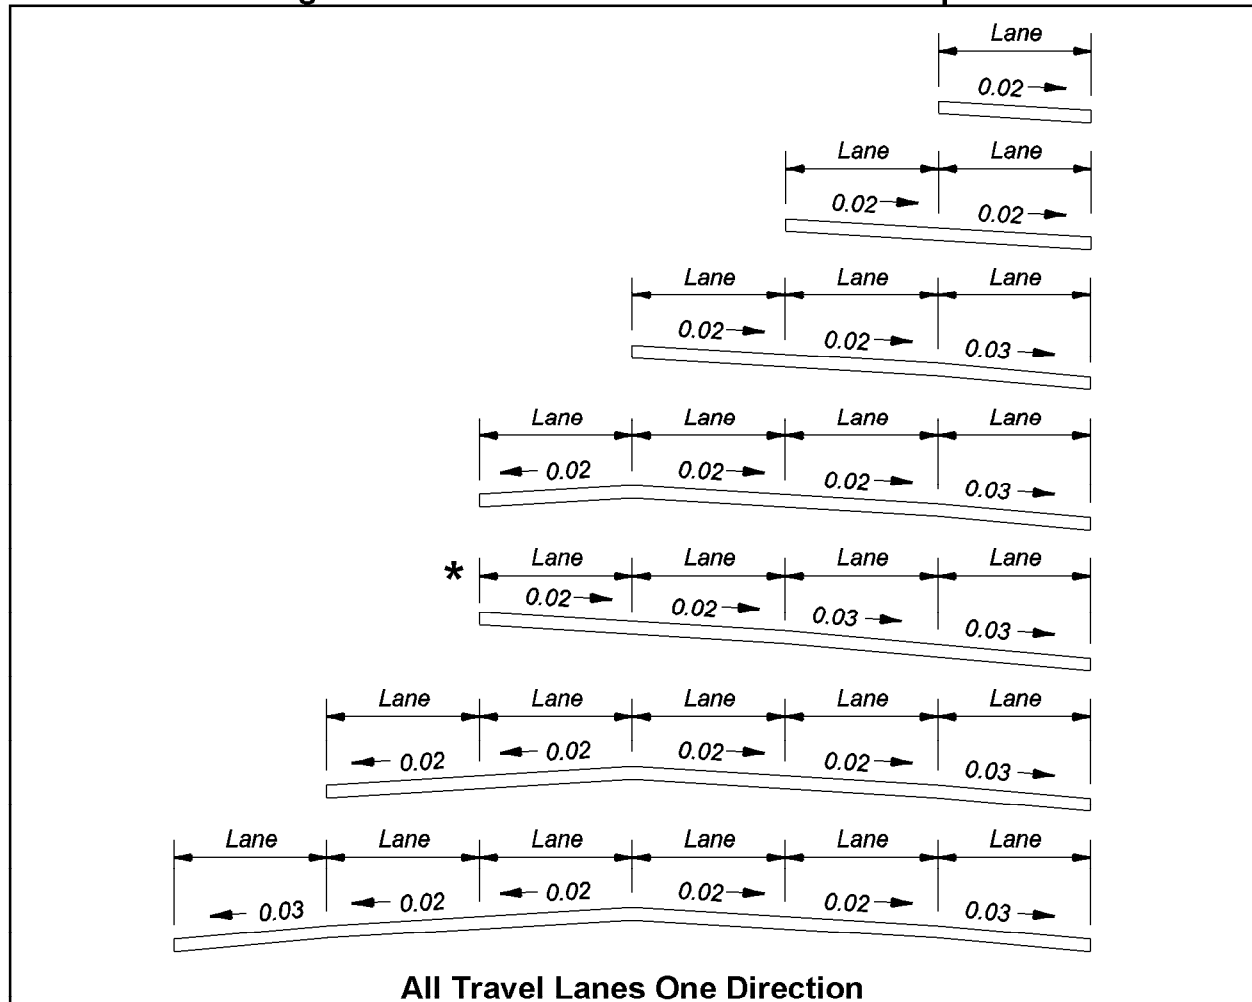 Lane
0.02
Lane Lane
0.02 0.02
Lane Lane Lane
0.02 0.02 0.03
Lane Lane Lane Lane
0.02 0.02 0.02 0.03
* Lane Lane Lane Lane
0.02 0.02 0.03 0.03
Lane Lane Lane Lane Lane
0.02 0.02 0.02 0.02 0.03
Lane Lane Lane Lane Lane Lane
0.03 0.02 0.02 0.02 0.02 0.03
All Travel Lanes One Direction